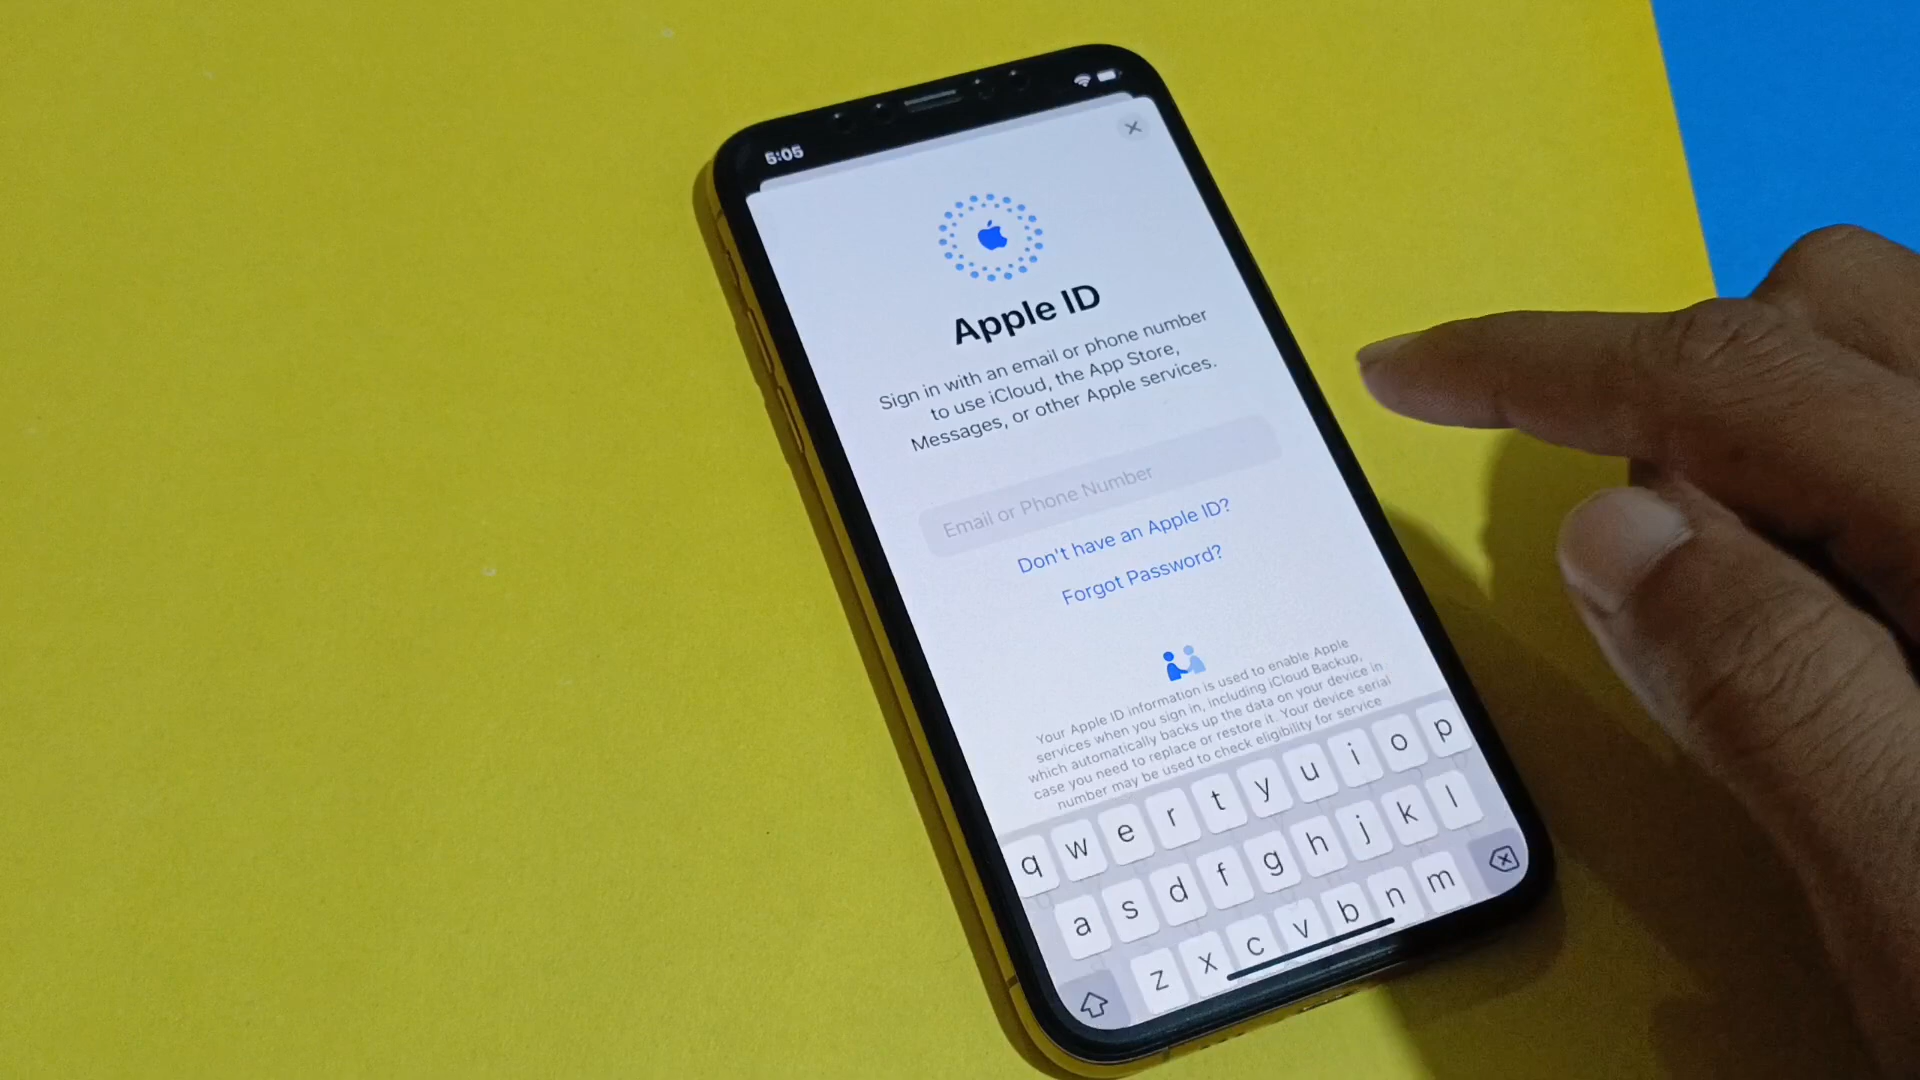 5:05
Apple ID
Sign in with an email or phone number
to use iCloud, the App Store,
Messages, or other Apple services.
Email or Phone Number
Don't have an Apple ID?
Forgot Password?
Your Apple ID information is used to enable Apple
services when you sign in, including iCloud Backup,
which automatically backs up the data on your device in
case you need to replace or restore it. Your device serial
number may be used to check eligibility for service
q w e r t y u i o p
a s d f g h j k l
z x c v b n m